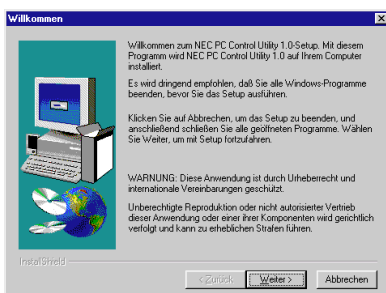 Willkommen
Willkommen zum NEC PC Control Utility 1.0-Setup. Mit diesem
Programm wird NEC PC Control Utility 1.0 auf Ihrem Computer
installiert.
Es wird dringend empfohlen, daß Sie alle Windows-Programme
beenden, bevor Sie das Setup ausführen.
Klicken Sie auf Abbrechen, um das Setup zu beenden, und
anschließend schließen Sie alle geöffneten Programme. Wählen
Sie Weiter, um mit Setup fortzufahren.
WARNUNG: Diese Anwendung ist durch Urheberrecht und
internationale Vereinbarungen geschützt.
Unberechtigte Reproduktion oder nicht autorisierter Vertrieb
dieser Anwendung oder einer ihrer Komponenten wird gerichtlich
verfolgt und kann zu erheblichen Strafen führen.
InstallShield
< Zurück Weiter > Abbrechen